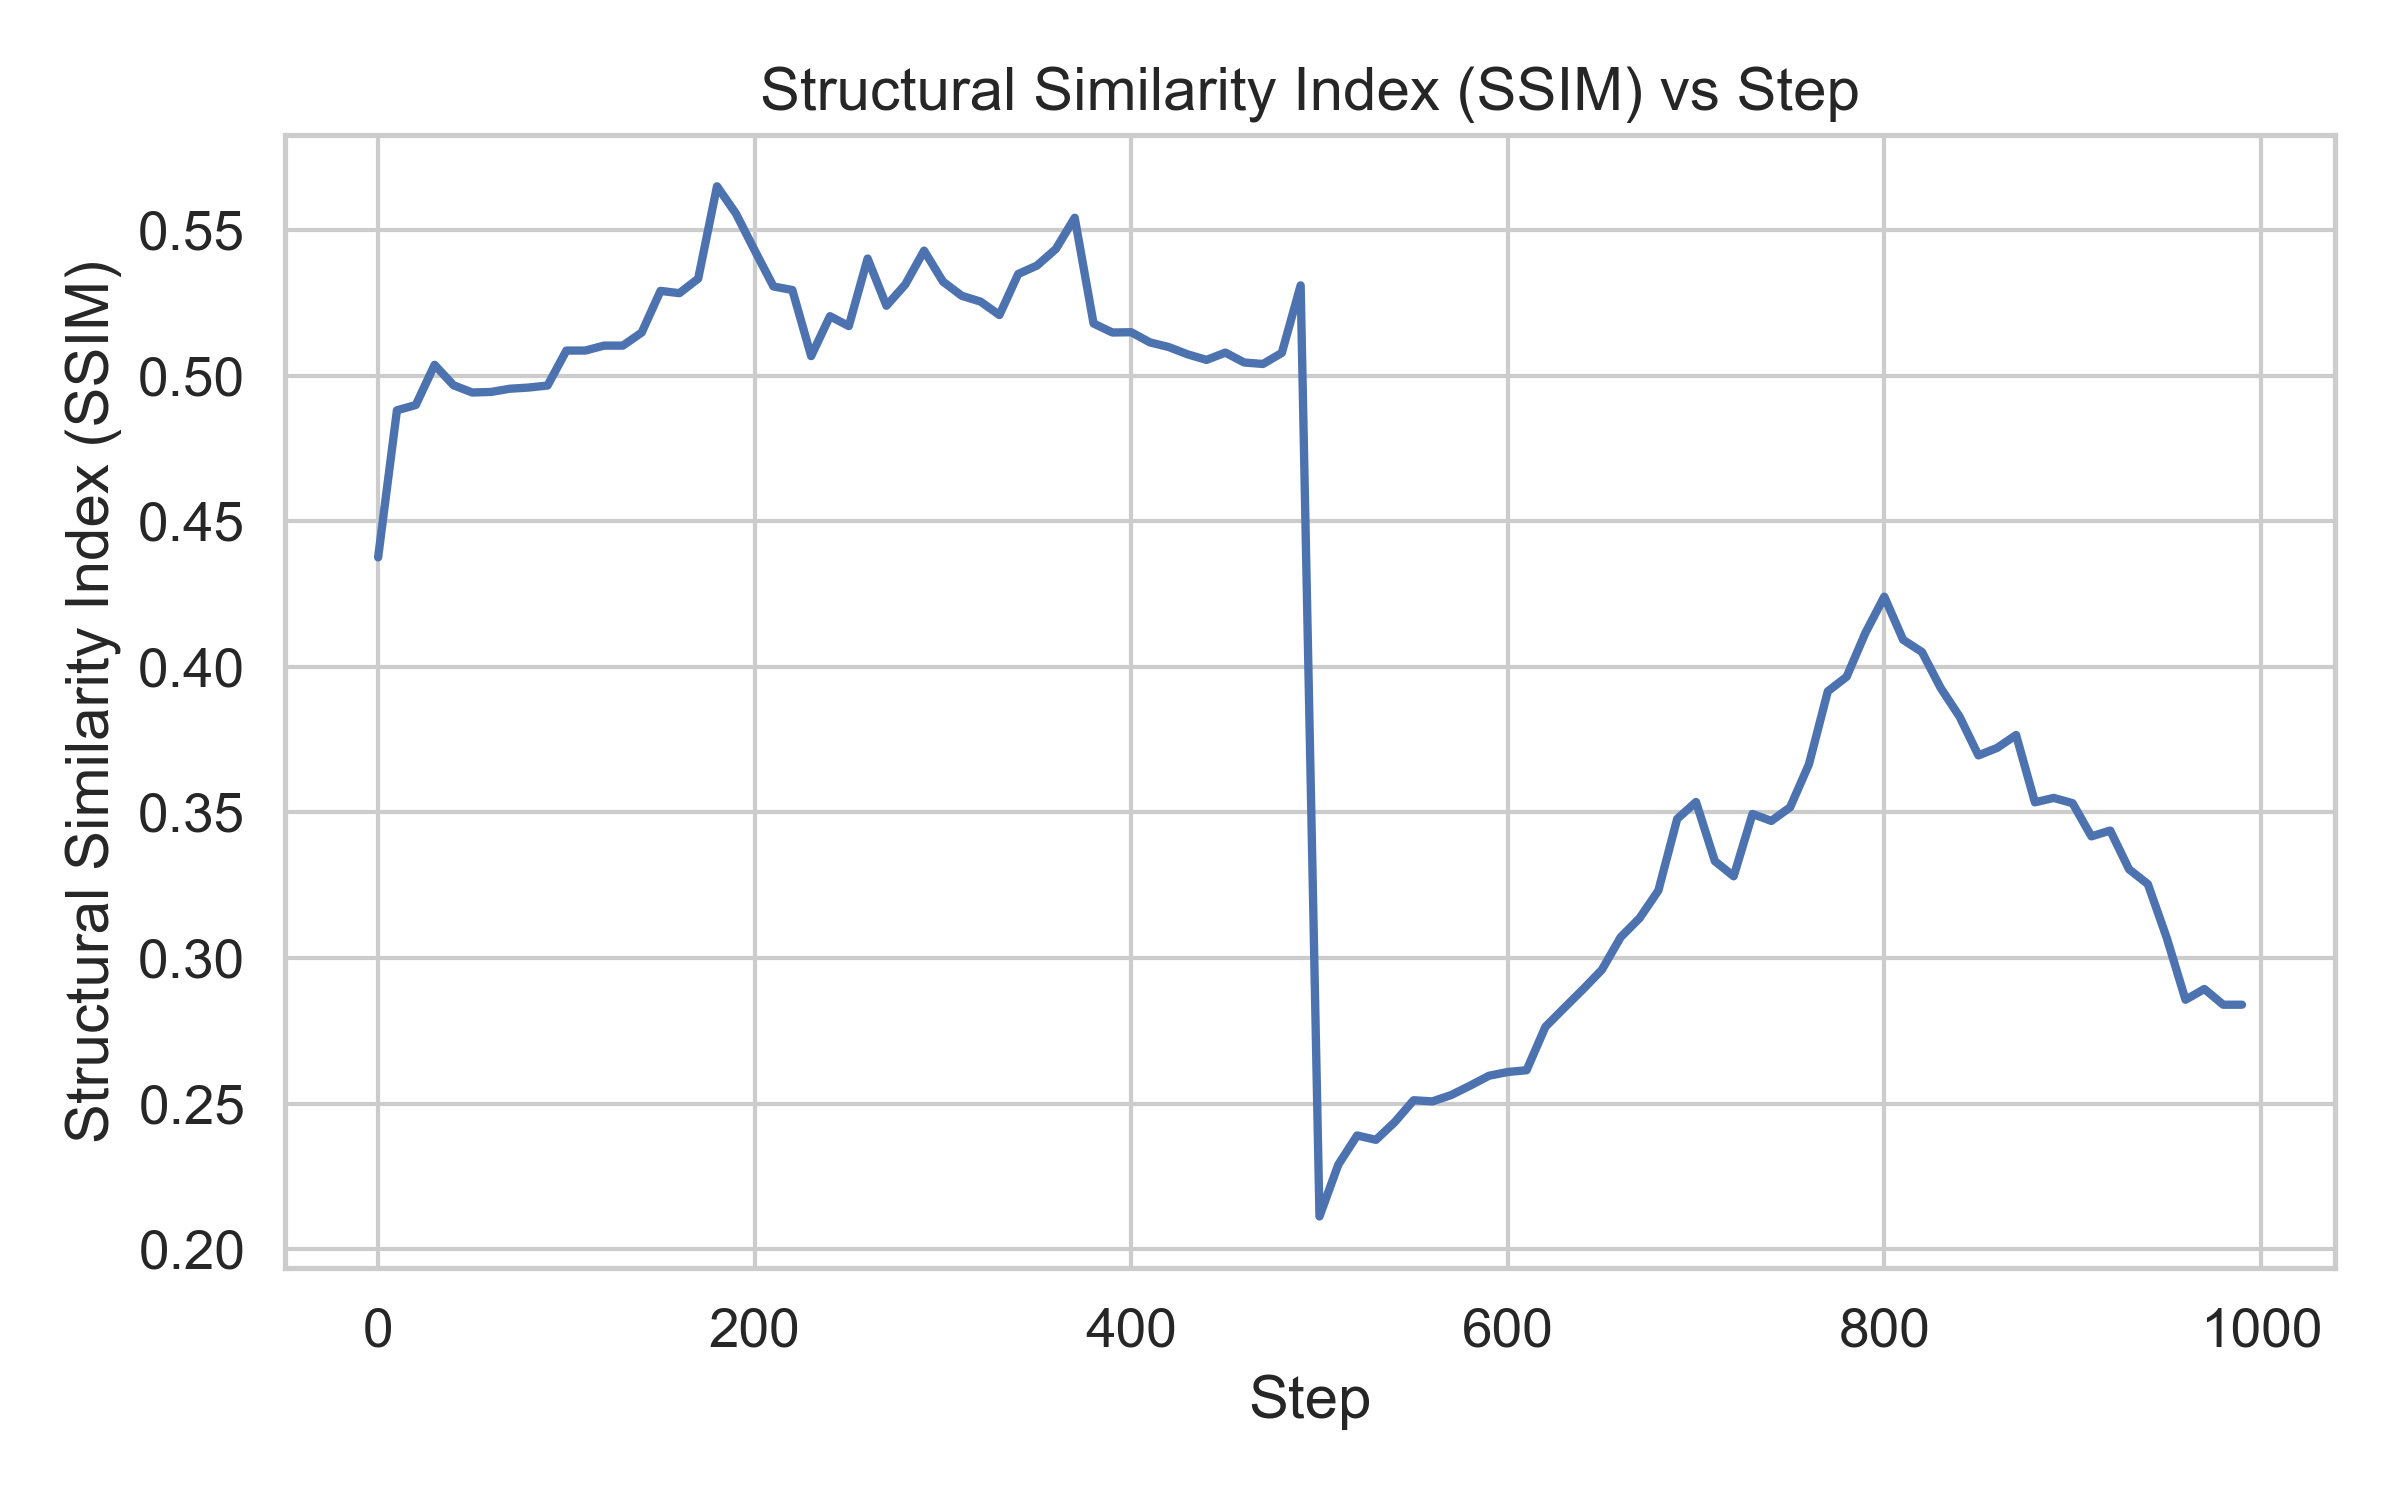 Structural Similarity Index (SSIM) vs Step
Structural Similarity Index (SSIM)
0.55
0.50
0.45
0.40
0.35
0.30
0.25
0.20
0 200 400 600 800 1000
Step